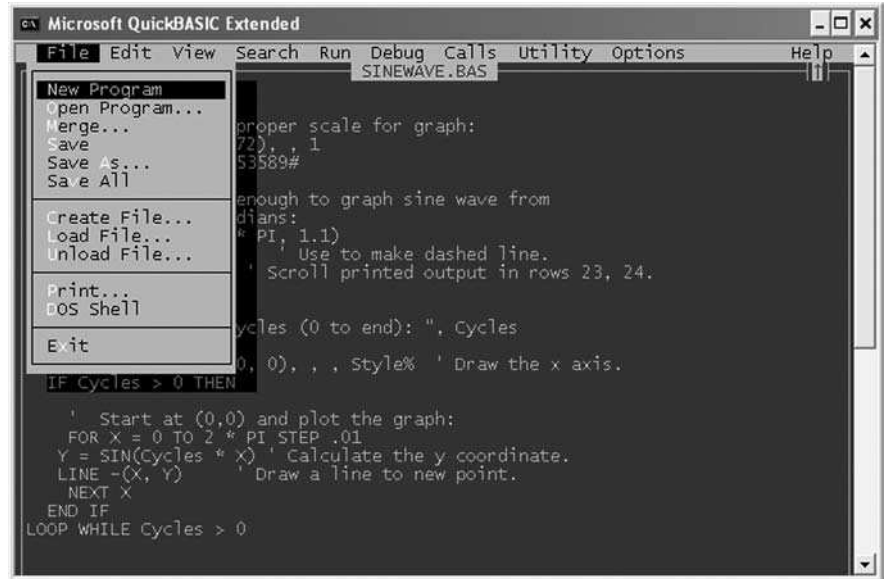 Microsoft QuickBASIC Extended
File Edit View Search Run Debug Calls Utility Options Help
SINEWAVE.BAS
New Program
Open Program...
Merge...
Save
Save As...
Save All
Create File...
Load File...
Unload File...
Print...
DOS Shell
Exit
proper scale for graph:
72), , 1
53589#
enough to graph sine wave from
dians:
* PI, 1.1)
' Use to make dashed line.
' Scroll printed output in rows 23, 24.
ycles (0 to end): ", Cycles
0, 0), , , Style% ' Draw the x axis.
IF Cycles > 0 THEN
' Start at (0,0) and plot the graph:
FOR X = 0 TO 2 * PI STEP .01
Y = SIN(Cycles * X) ' Calculate the y coordinate.
LINE -(X, Y) ' Draw a line to new point.
NEXT X
END IF
LOOP WHILE Cycles > 0